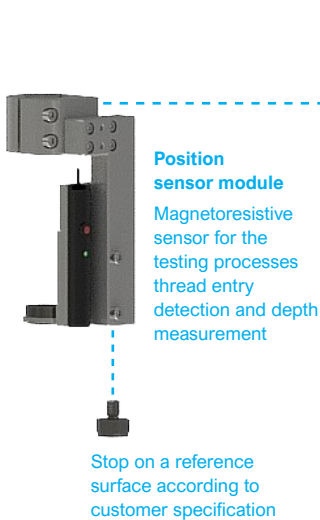 Position
sensor module
Magnetoresistive
sensor for the
testing processes
thread entry
detection and depth
measurement
Stop on a reference
surface according to
customer specification